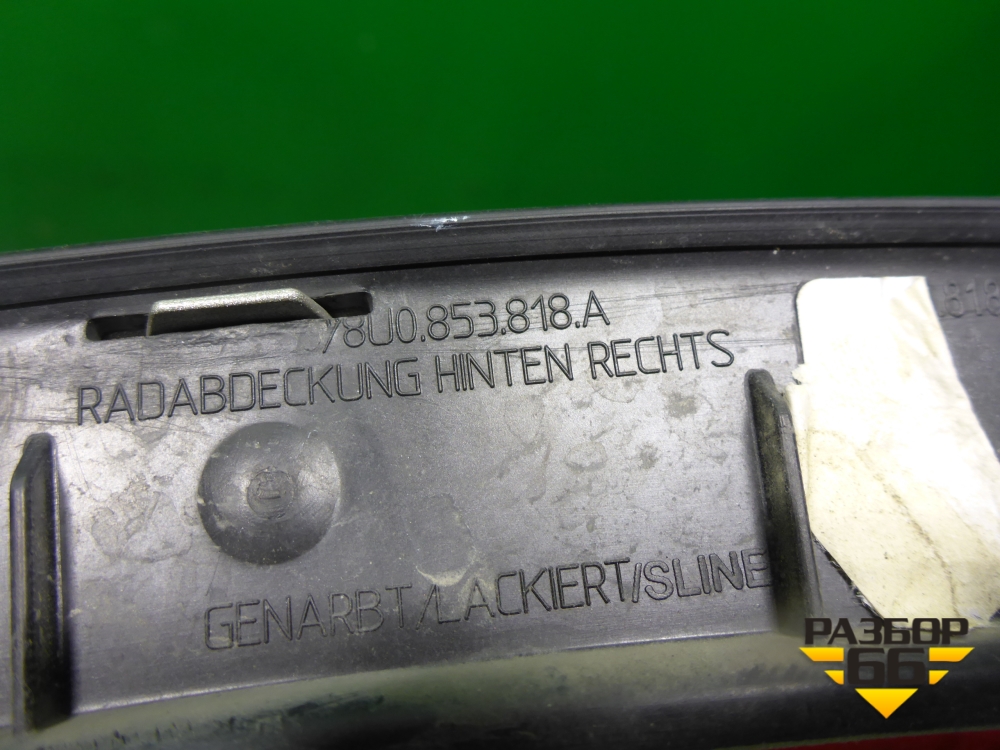 /8U0.853.818.A
RADABDECKUNG HINTEN RECHTS
GENARBT/LACKIERT/SLINE
РАЗБОР
66